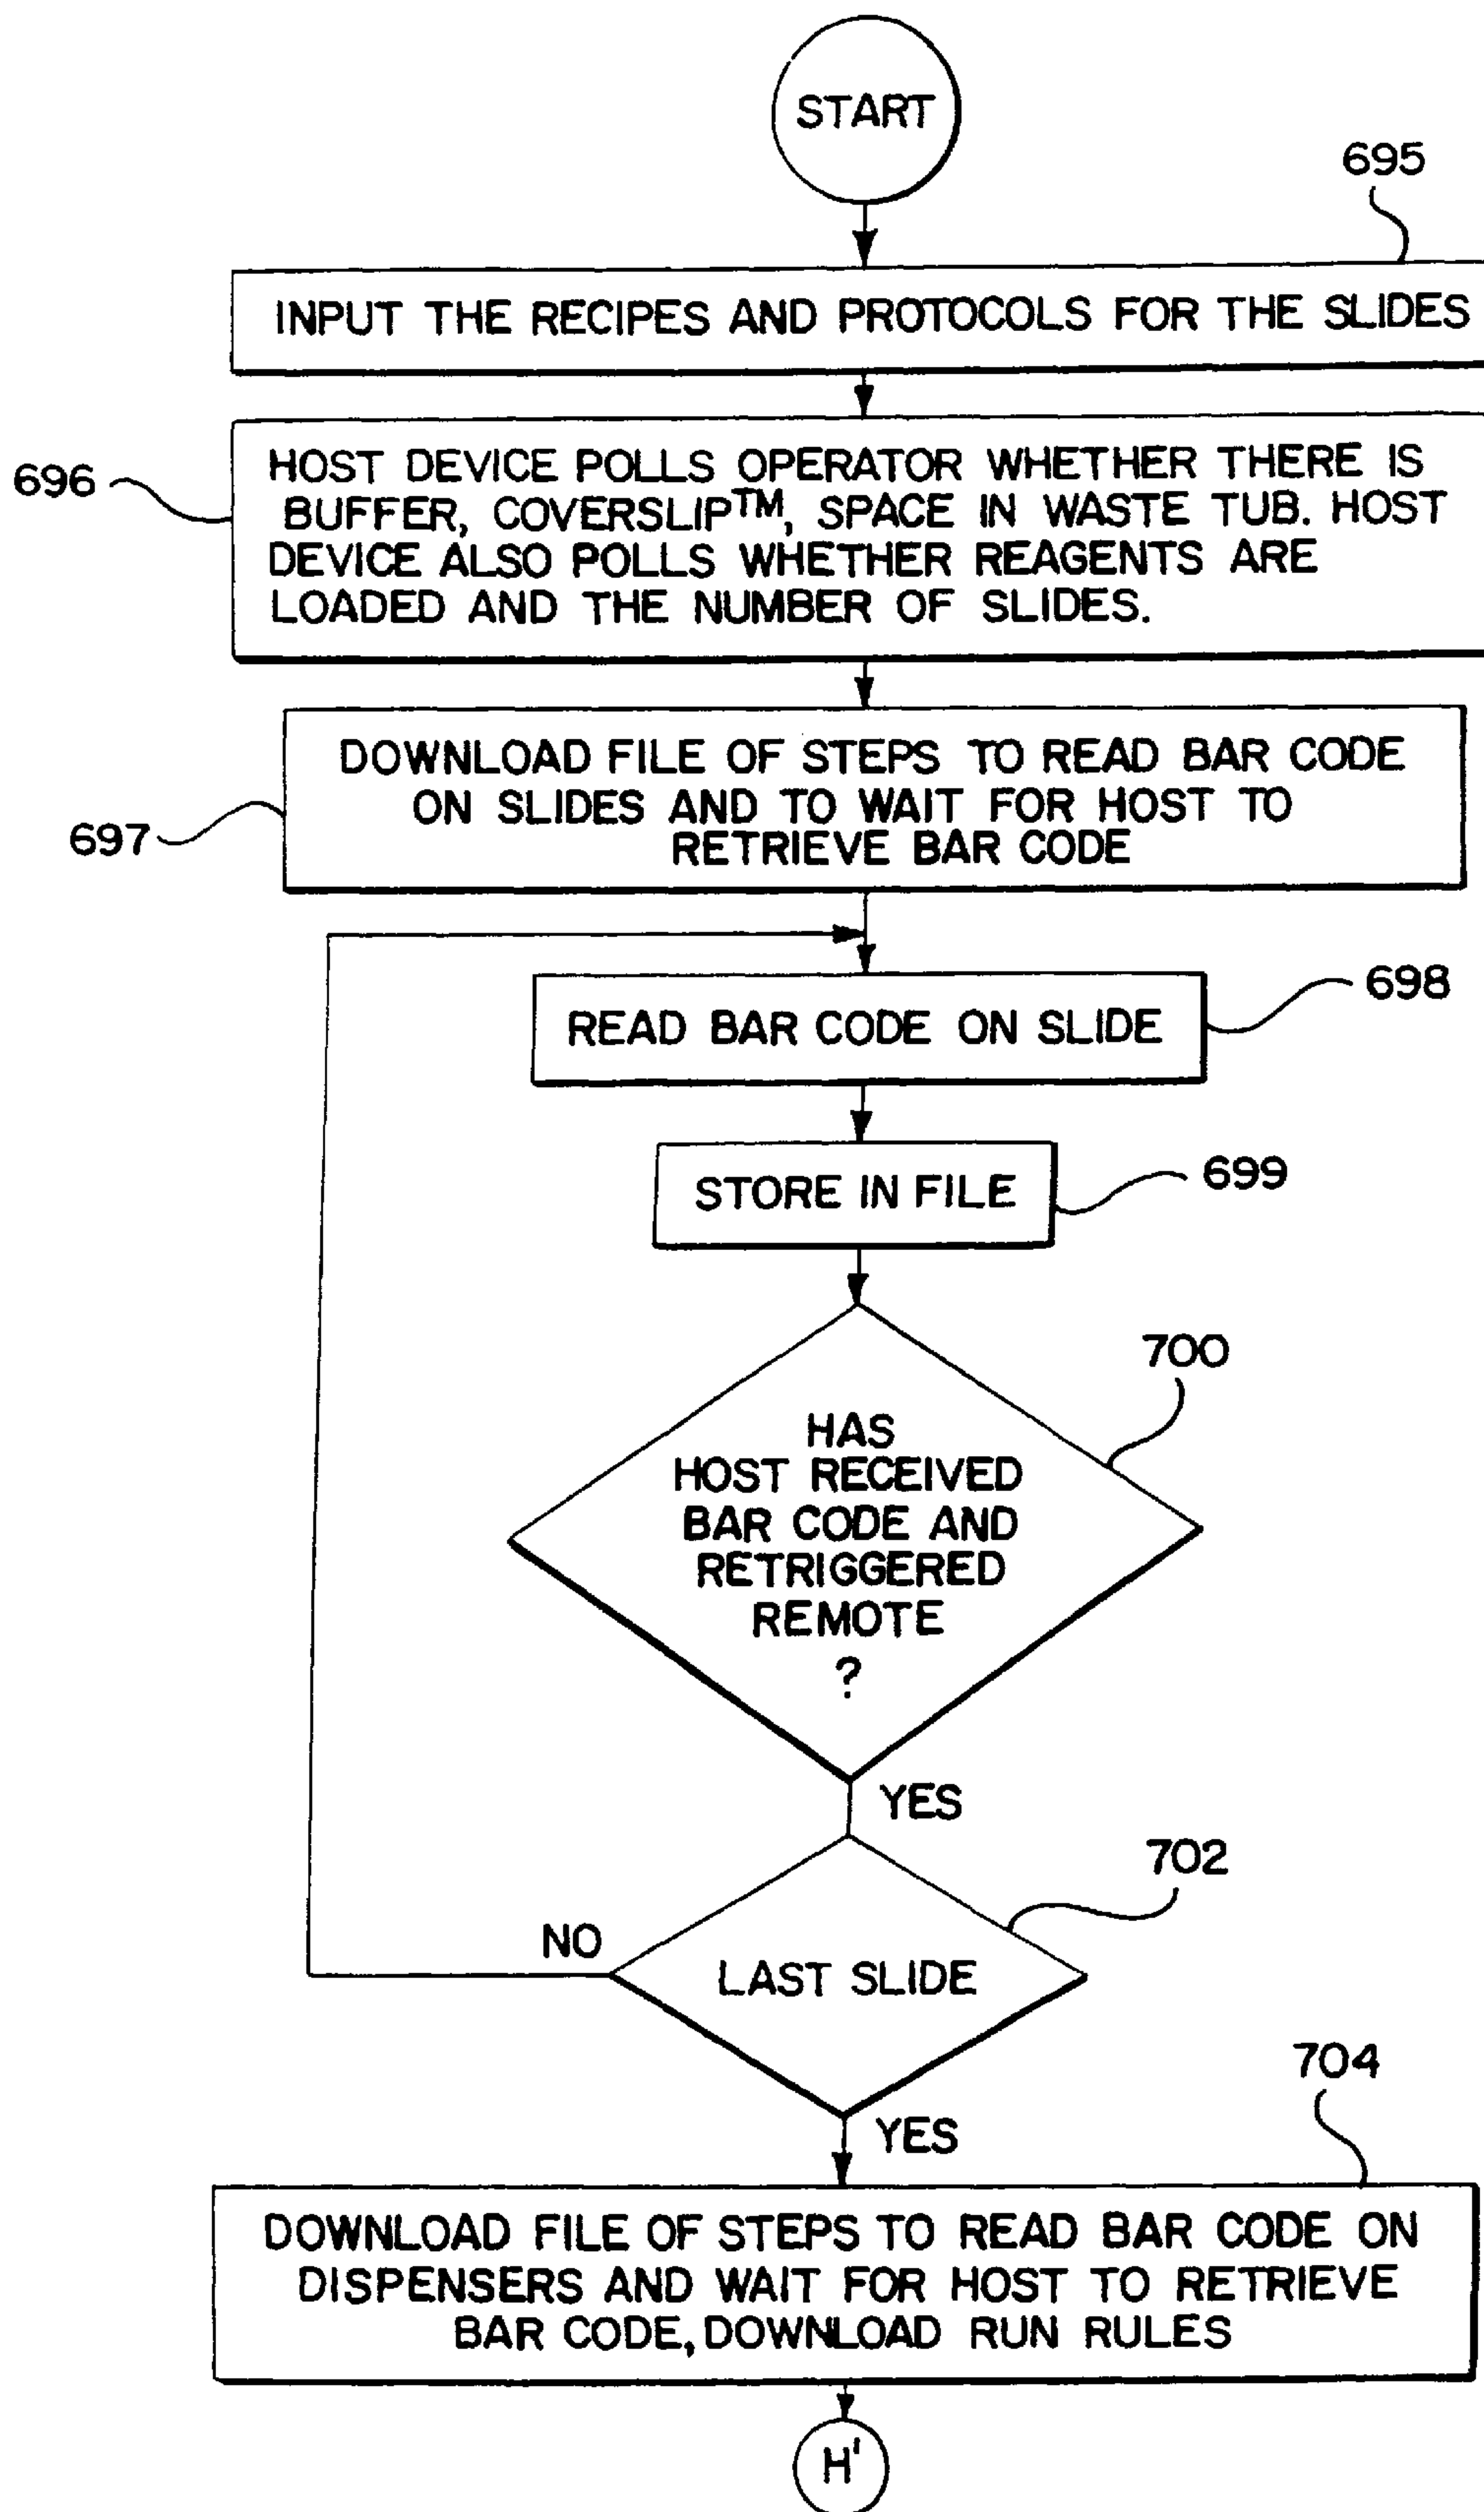 START
695
INPUT THE RECIPES AND PROTOCOLS FOR THE SLIDES
696
HOST DEVICE POLLS OPERATOR WHETHER THERE IS
BUFFER, COVERSLIP™, SPACE IN WASTE TUB. HOST
DEVICE ALSO POLLS WHETHER REAGENTS ARE
LOADED AND THE NUMBER OF SLIDES.
697
DOWNLOAD FILE OF STEPS TO READ BAR CODE
ON SLIDES AND TO WAIT FOR HOST TO
RETRIEVE BAR CODE
698
READ BAR CODE ON SLIDE
699
STORE IN FILE
700
HAS
HOST RECEIVED
BAR CODE AND
RETRIGGERED
REMOTE
?
YES
702
NO
LAST SLIDE
YES
704
DOWNLOAD FILE OF STEPS TO READ BAR CODE ON
DISPENSERS AND WAIT FOR HOST TO RETRIEVE
BAR CODE, DOWNLOAD RUN RULES
H'